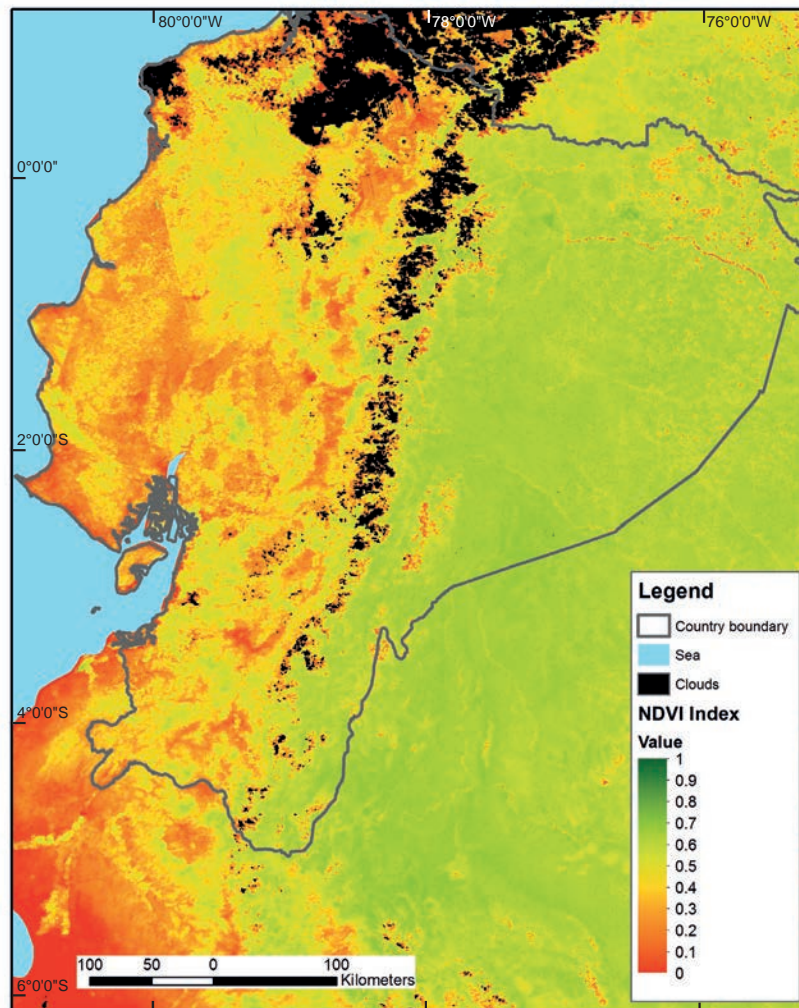 80°0'0"W
78°0'0"W
76°0'0"W
0°0'0"
2°0'0"S
4°0'0"S
6°0'0"S
Legend
Country boundary
Sea
Clouds
NDVI Index
Value
1
0.9
0.8
0.7
0.6
0.5
0.4
0.3
0.2
0.1
0
100 50 0 100
Kilometers